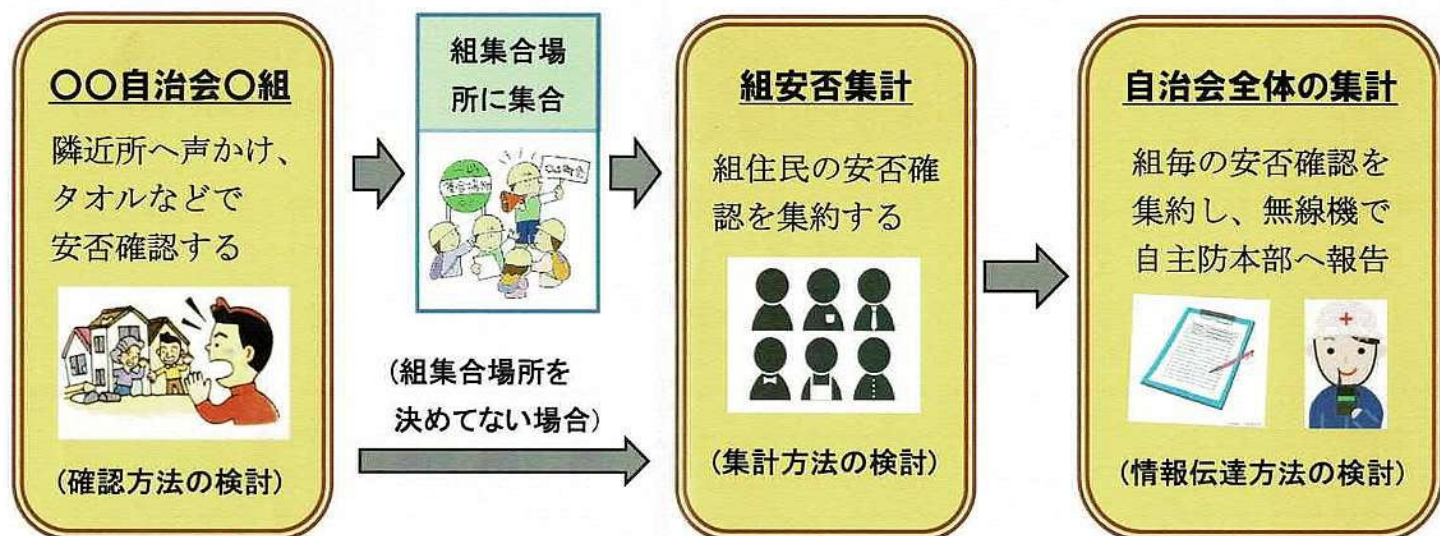 〇〇自治会〇組
隣近所へ声かけ、
タオルなどで
安否確認する
(確認方法の検討)
組集合場
所に集合
集合場所
(組集合場所を
決めてない場合)
組安否集計
組住民の安否確
認を集約する
(集計方法の検討)
自治会全体の集計
組毎の安否確認を
集約し、無線機で
自主防本部へ報告
(情報伝達方法の検討)